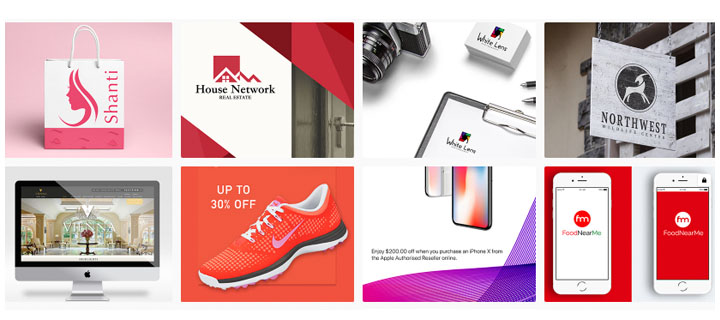 Shanti
House Network
REAL ESTATE
White Lens
White Lens
NORTHWEST
WILDLIFE CENTER
UP TO
30% OFF
Enjoy $200.00 off when you purchase an iPhone X from
the Apple Authorised Reseller online.
fm
FoodNearMe
fm
FoodNearMe